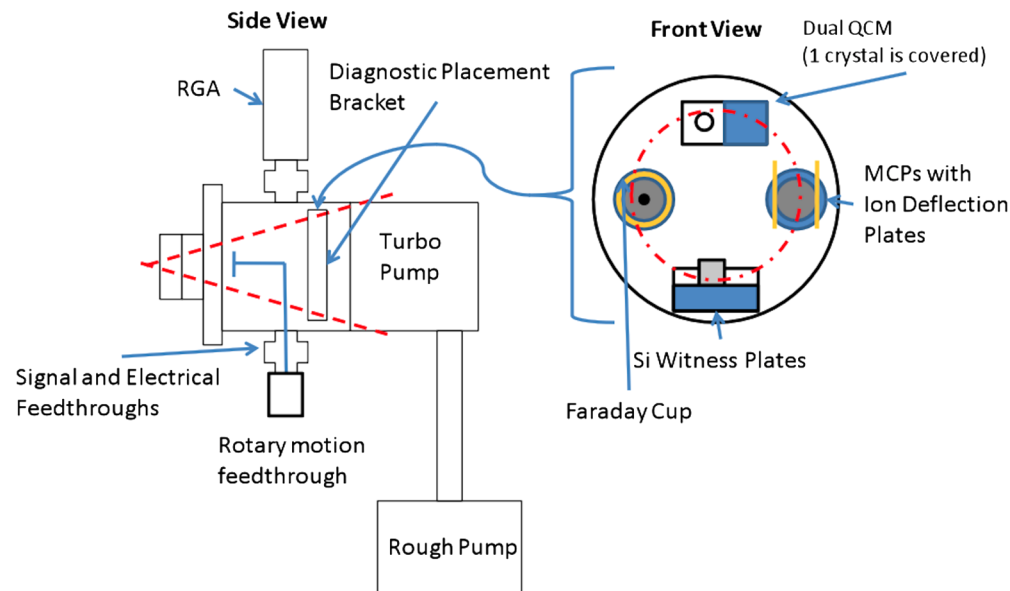 Side View
RGA
Diagnostic Placement
Bracket
Turbo
Pump
Signal and Electrical
Feedthroughs
Rotary motion
feedthrough
Rough Pump
Front View
Dual QCM
(1 crystal is covered)
MCPs with
Ion Deflection
Plates
Si Witness Plates
Faraday Cup